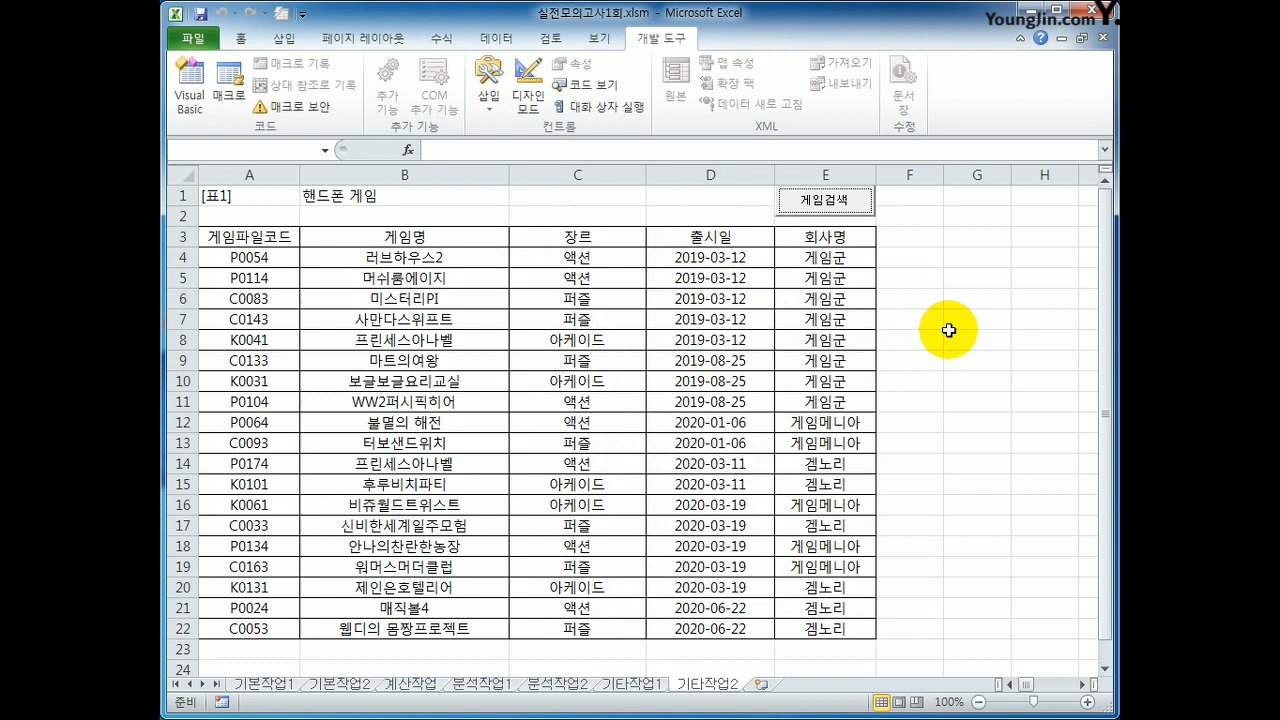 실전모의고사1회.xlsm - Microsoft Excel
YoungJin.com Y.
파일 홈 삽입 페이지 레이아웃 수식 데이터 검토 보기 개발 도구
Visual Basic
매크로
매크로 기록
상대 참조로 기록
매크로 보안
코드
추가 기능
COM 추가 기능
추가 기능
삽입
디자인 모드
속성
코드 보기
대화 상자 실행
컨트롤
원본
맵 속성
확장 팩
데이터 새로 고침
가져오기
내보내기
XML
문서 창
수정
fx
A B C D E F G H
1 [표1] 핸드폰 게임 게임검색
2
3 게임파일코드 게임명 장르 출시일 회사명
4 P0054 러브하우스2 액션 2019-03-12 게임군
5 P0114 머쉬룸에이지 액션 2019-03-12 게임군
6 C0083 미스터리PI 퍼즐 2019-03-12 게임군
7 C0143 사만다스위프트 퍼즐 2019-03-12 게임군
8 K0041 프린세스아나벨 아케이드 2019-03-12 게임군
9 C0133 마트의여왕 퍼즐 2019-08-25 게임군
10 K0031 보글보글요리교실 아케이드 2019-08-25 게임군
11 P0104 WW2퍼시픽히어 액션 2019-08-25 게임군
12 P0064 불멸의 해전 액션 2020-01-06 게임메니아
13 C0093 터보샌드위치 퍼즐 2020-01-06 게임메니아
14 P0174 프린세스아나벨 액션 2020-03-11 겜노리
15 K0101 후루비치파티 아케이드 2020-03-11 겜노리
16 K0061 비쥬월드트위스트 아케이드 2020-03-19 게임메니아
17 C0033 신비한세계일주모험 퍼즐 2020-03-19 겜노리
18 P0134 안나의찬란한농장 액션 2020-03-19 게임메니아
19 C0163 워머스머더클럽 퍼즐 2020-03-19 게임메니아
20 K0131 제인은호텔리어 아케이드 2020-03-19 겜노리
21 P0024 매직볼4 액션 2020-06-22 겜노리
22 C0053 웹디의 몸짱프로젝트 퍼즐 2020-06-22 겜노리
23
24
기본작업1 기본작업2 계산작업 분석작업1 분석작업2 기타작업1 기타작업2
준비 100%